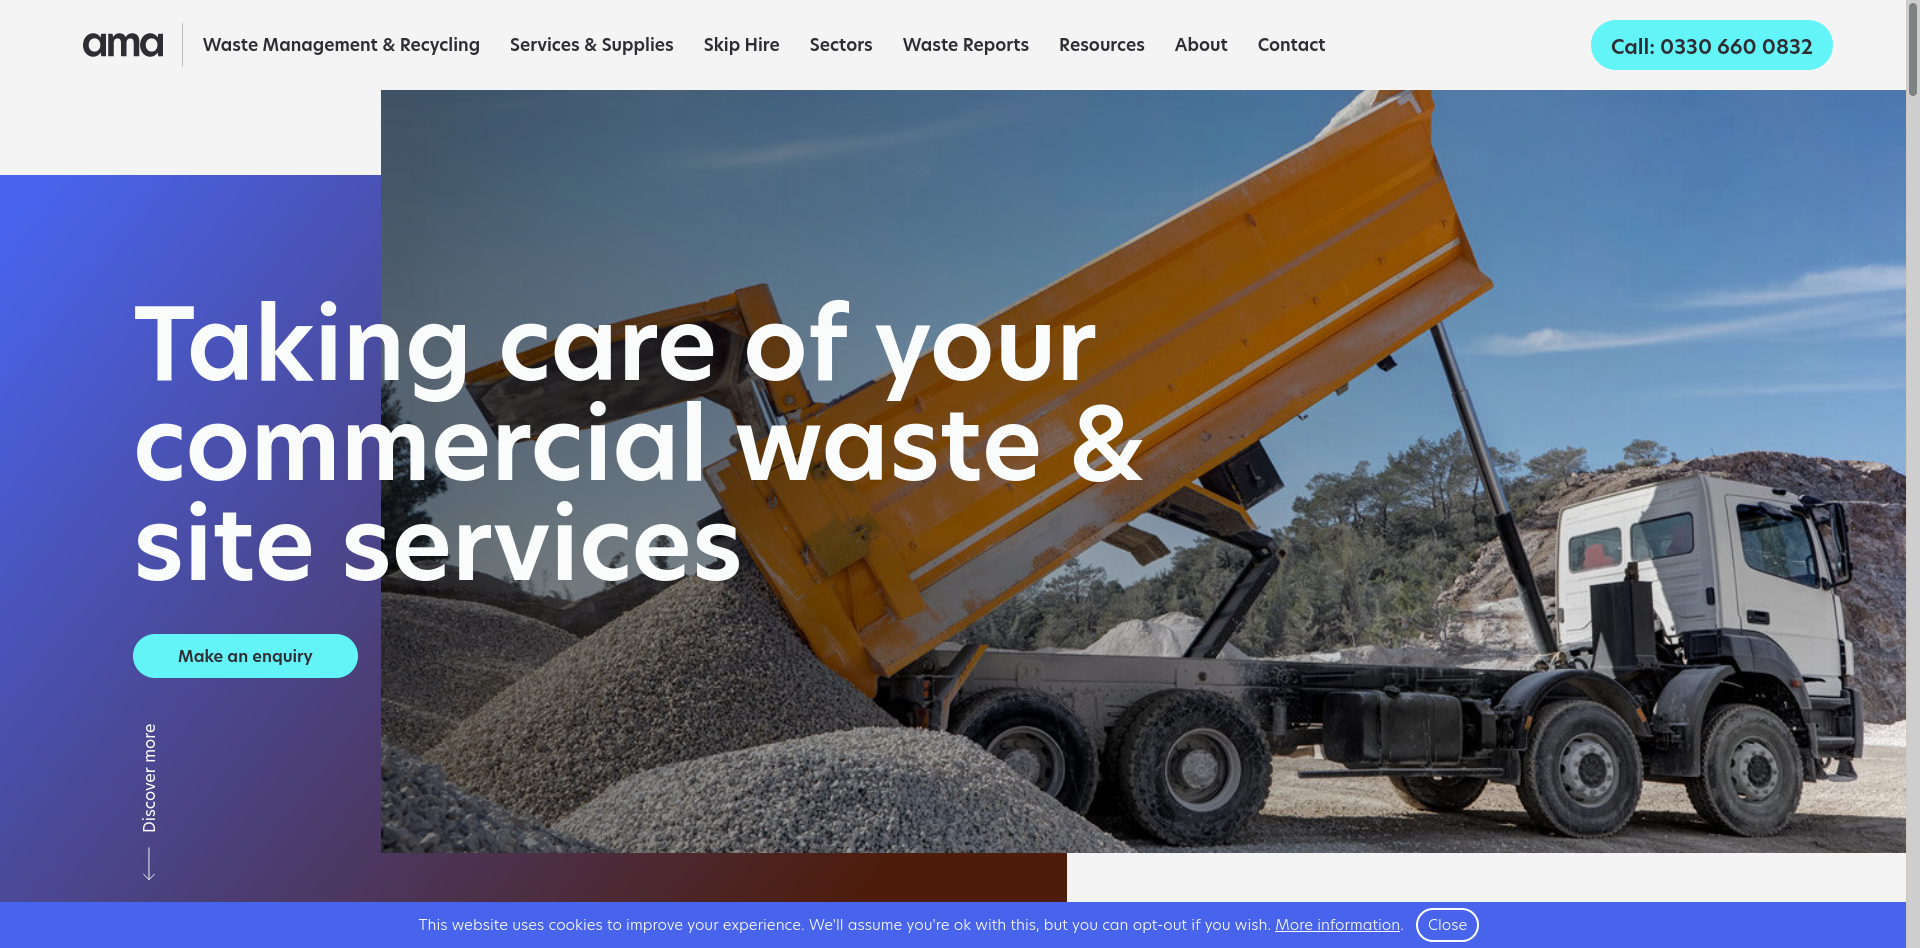 ama
Waste Management & Recycling
Services & Supplies
Skip Hire
Sectors
Waste Reports
Resources
About
Contact
Call: 0330 660 0832
Taking care of your
commercial waste &
site services
Make an enquiry
Discover more
This website uses cookies to improve your experience. We'll assume you're ok with this, but you can opt-out if you wish. More information. Close